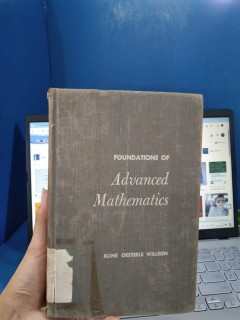 FOUNDATIONS OF
Advanced
Mathematics
KLINE OESTERLE WILLSON